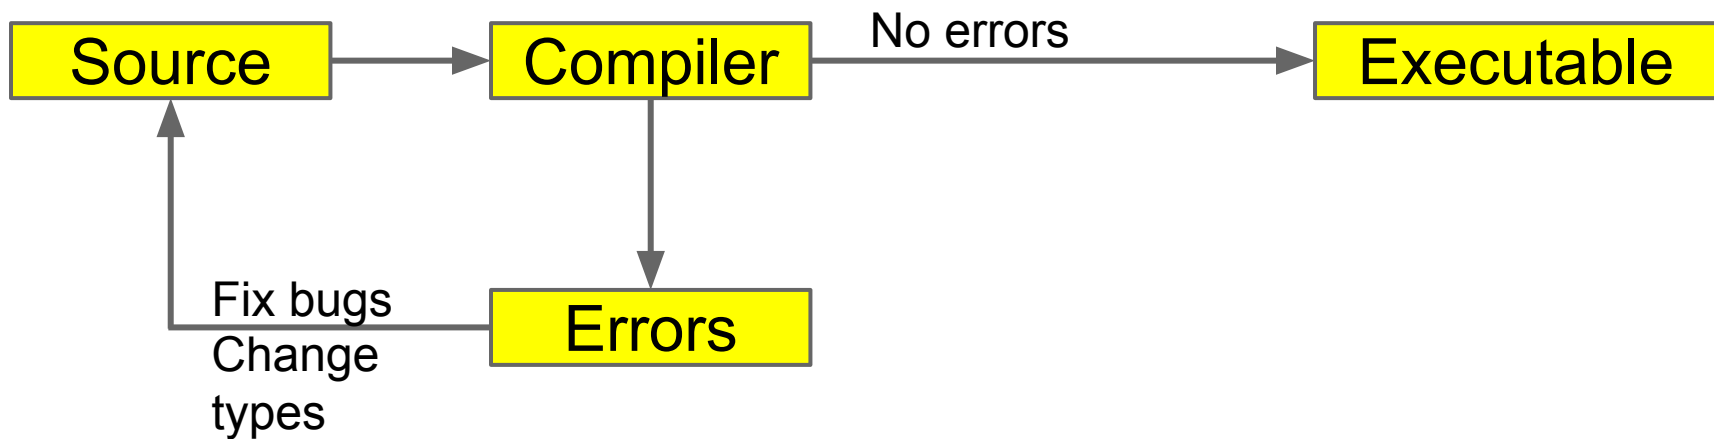 Source
Compiler
No errors
Executable
Errors
Fix bugs
Change
types